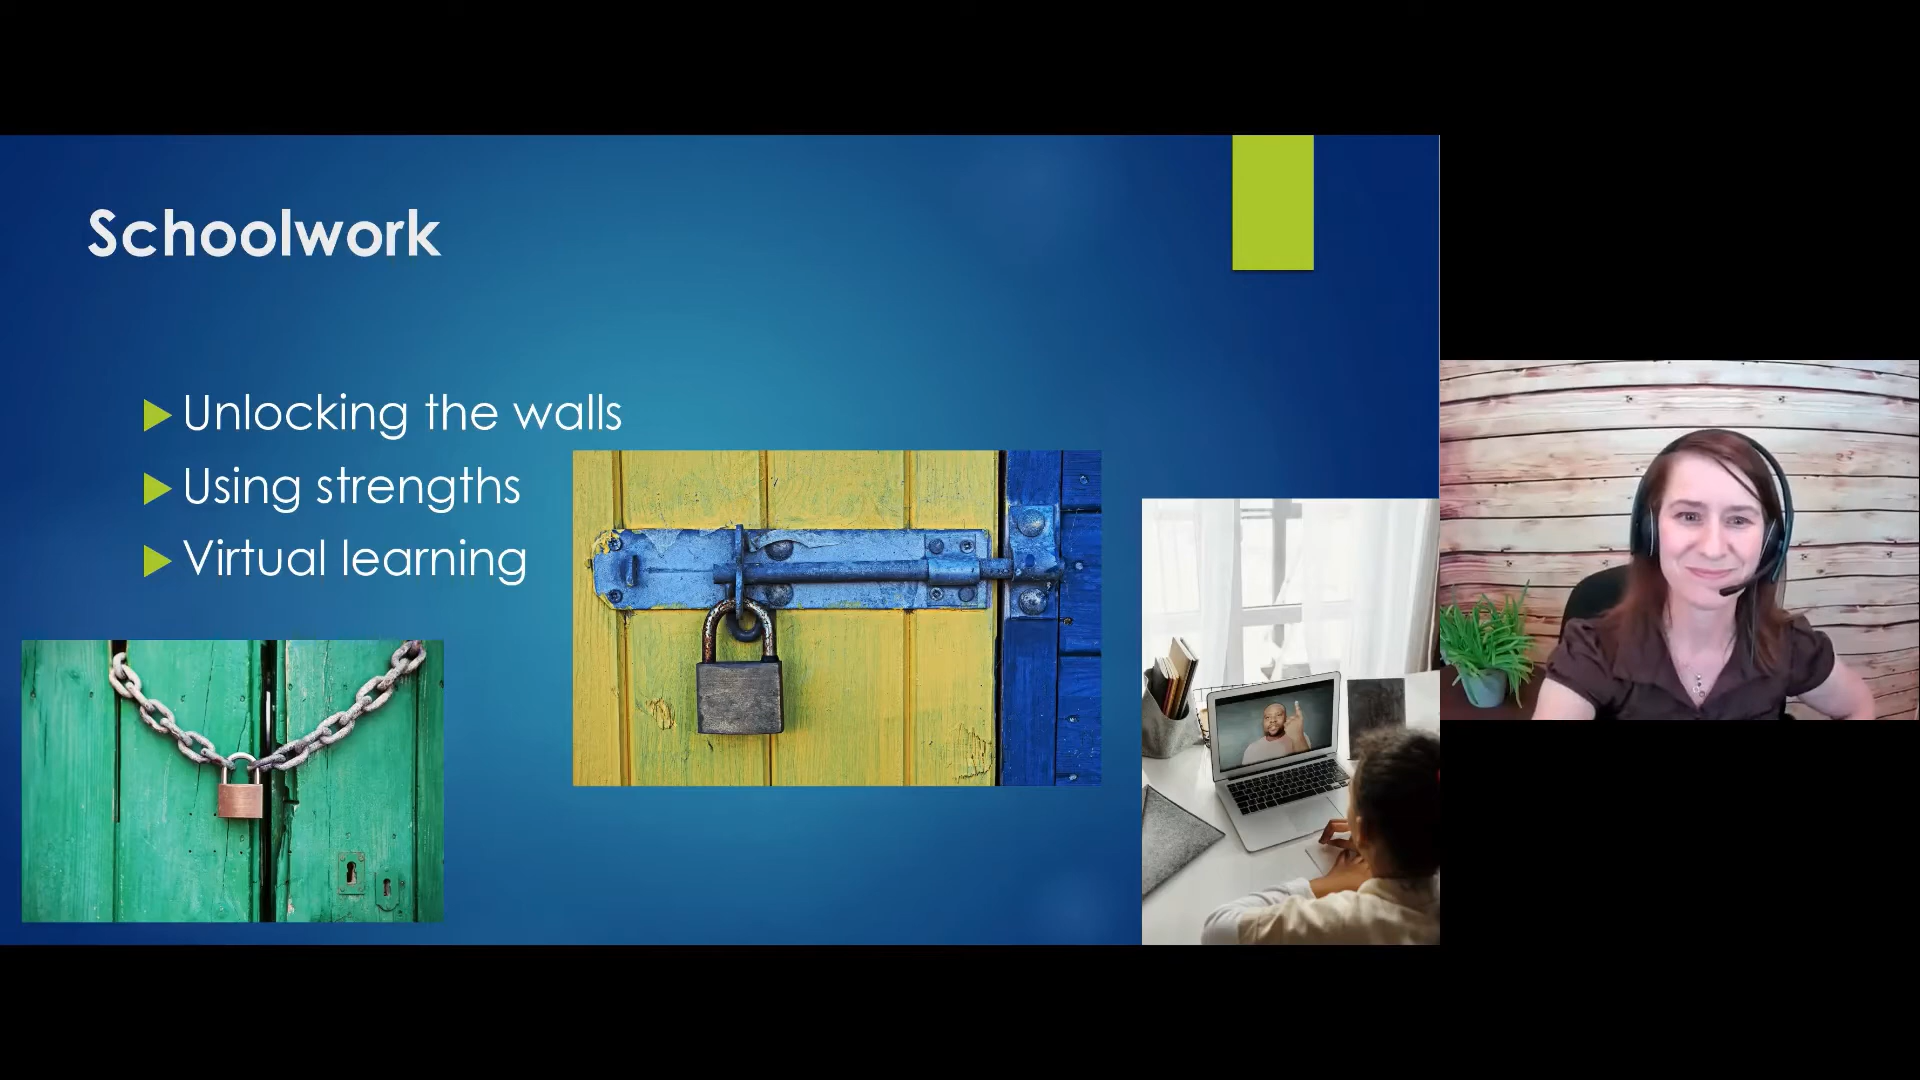 Schoolwork
Unlocking the walls
Using strengths
Virtual learning